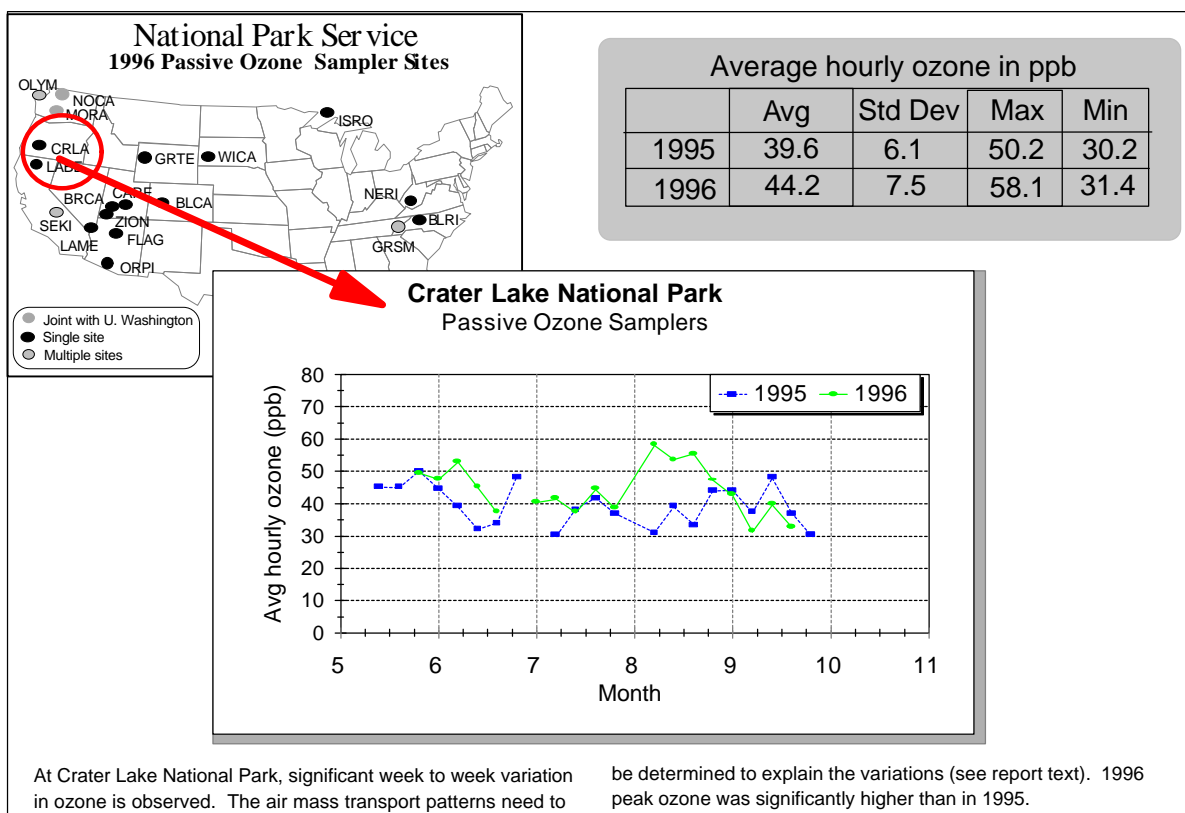 National Park Service
1996 Passive Ozone Sampler Sites
OLYM
NOCA
MORA
ISRO
CRLA
GRTE
WICA
LABE
NERI
BRCA
CARE
BLCA
SEKI
ZION
BLRI
LAME
FLAG
GRSM
ORPI
Joint with U. Washington
Single site
Multiple sites
Average hourly ozone in ppb
Avg Std Dev Max Min
1995 39.6 6.1 50.2 30.2
1996 44.2 7.5 58.1 31.4
Crater Lake National Park
Passive Ozone Samplers
1995 1996
Avg hourly ozone (ppb)
80
70
60
50
40
30
20
10
0
5 6 7 8 9 10 11
Month
At Crater Lake National Park, significant week to week variation
in ozone is observed. The air mass transport patterns need to
be determined to explain the variations (see report text). 1996
peak ozone was significantly higher than in 1995.